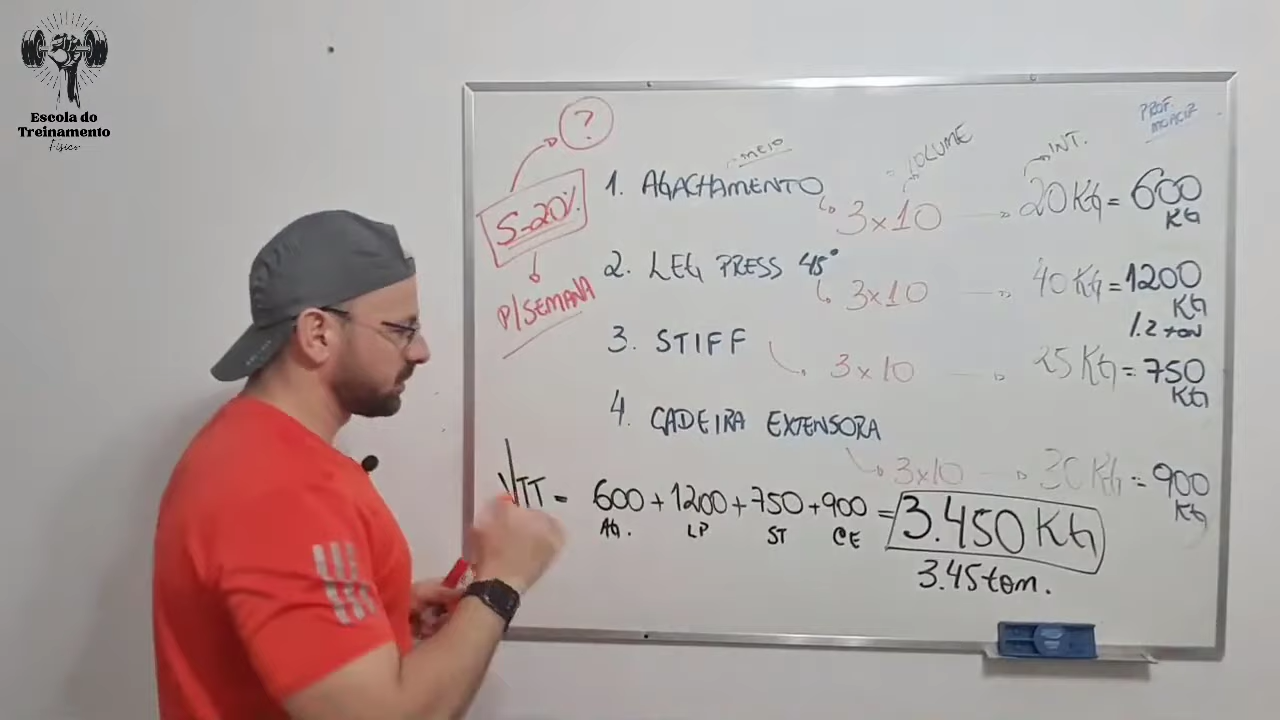 Escola do
Treinamento
Físico
?
5-20%
P/SEMANA
MEIO
VOLUME
INT.
PROF.
MOACIR
1. AGACHAMENTO 3x10 20 KG = 600 KG
2. LEG PRESS 45° 3x10 40 KG = 1200 KG
1.2 ton
3. STIFF 3x10 25 KG = 750 KG
4. CADEIRA EXTENSORA 3x10 30 KG = 900 KG
VTT = 600 + 1200 + 750 + 900 = 3.450 KG
AG. LP ST CE
3.45 ton.